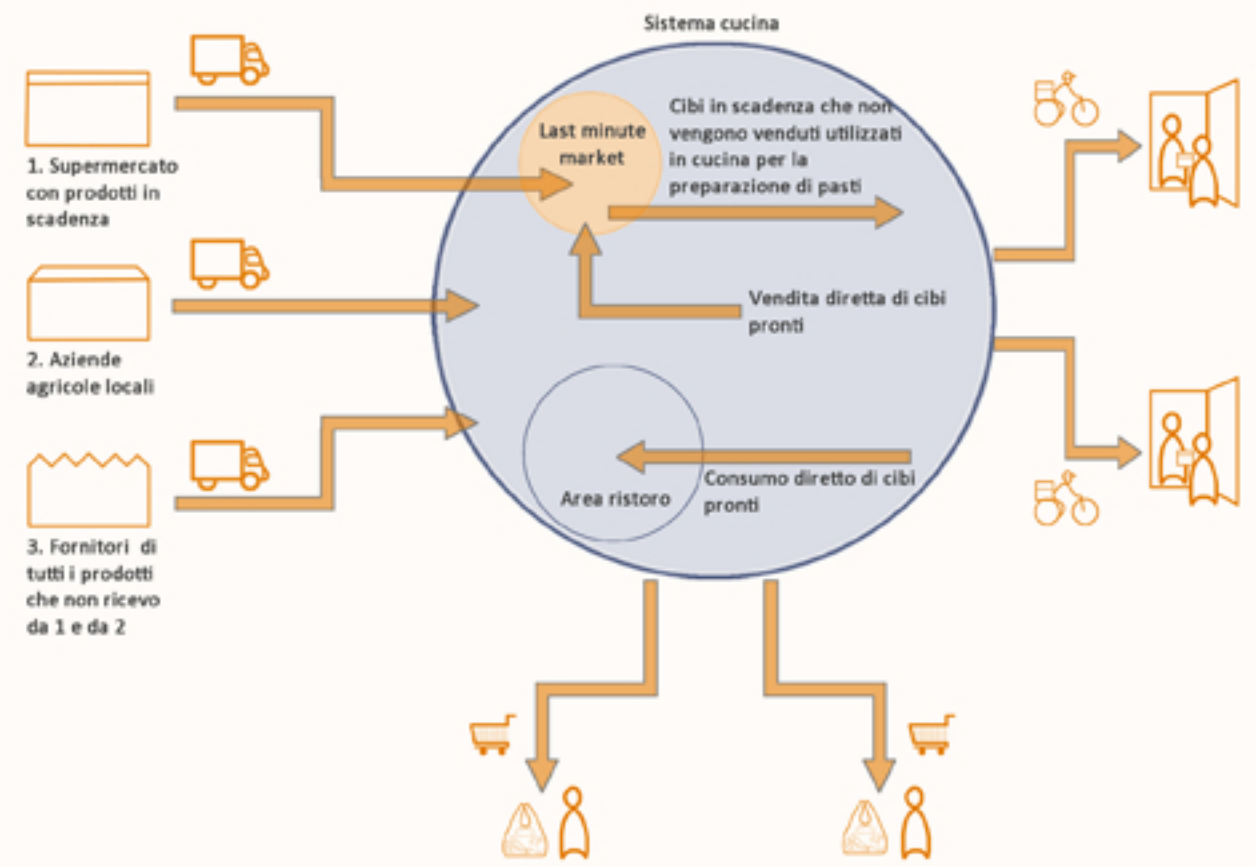 Sistema cucina
1. Supermercato
con prodotti in
scadenza
Last minute
market
Cibi in scadenza che non
vengono venduti utilizzati
in cucina per la
preparazione di pasti
2. Aziende
agricole locali
Vendita diretta di cibi
pronti
3. Fornitori di
tutti i prodotti
che non ricevo
da 1 e da 2
Area ristoro
Consumo diretto di cibi
pronti